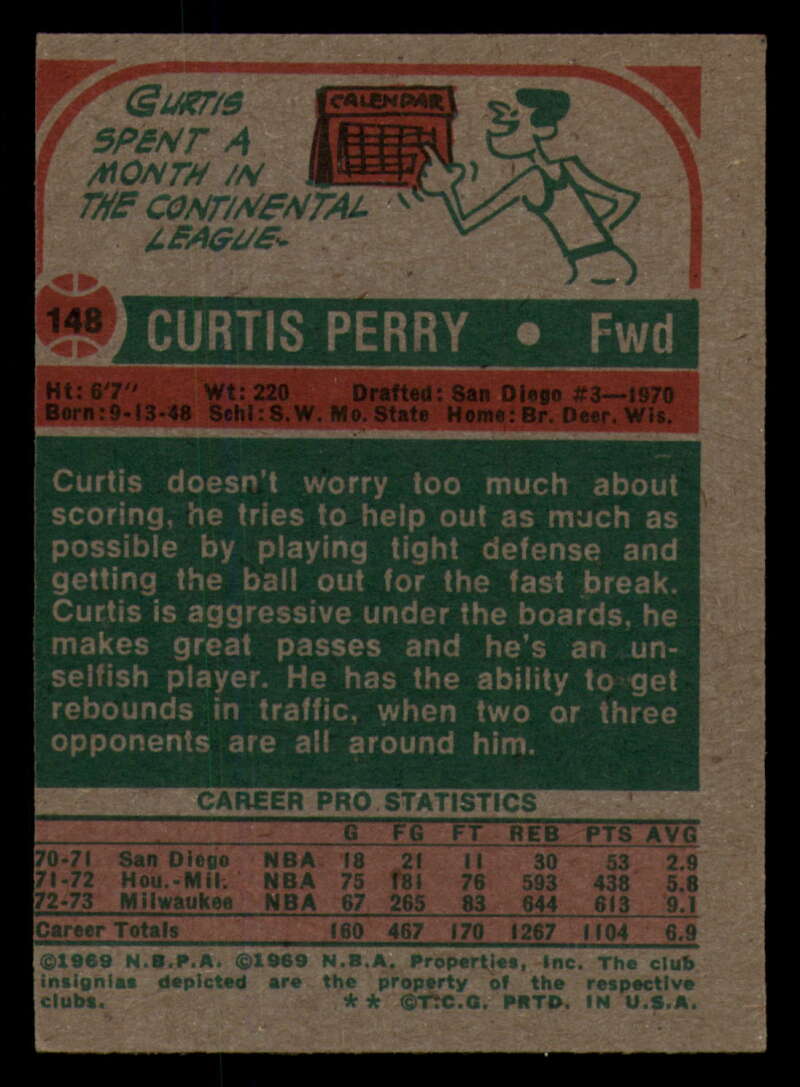 CURTIS
SPENT A
MONTH IN
THE CONTINENTAL
LEAGUE.
CALENDAR
148
CURTIS PERRY • Fwd
Ht: 6'7" Wt: 220 Drafted: San Diego #3—1970
Born: 9-13-48 Schl: S.W. Mo. State Home: Br. Deer, Wis.
Curtis doesn't worry too much about
scoring, he tries to help out as much as
possible by playing tight defense and
getting the ball out for the fast break.
Curtis is aggressive under the boards, he
makes great passes and he's an un-
selfish player. He has the ability to get
rebounds in traffic, when two or three
opponents are all around him.
CAREER PRO STATISTICS
G FG FT REB PTS AVG
70-71 San Diego NBA 18 21 11 30 53 2.9
71-72 Hou.-Mil. NBA 75 181 76 593 438 5.8
72-73 Milwaukee NBA 67 265 83 644 613 9.1
Career Totals 160 467 170 1267 1104 6.9
©1969 N.B.P.A. ©1969 N.B.A. Properties, Inc. The club
insignias depicted are the property of the respective
clubs. ** ©T.C.G. PRTD. IN U.S.A.